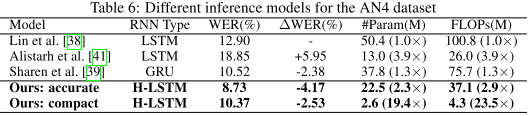 Table 6: Different inference models for the AN4 dataset
Model RNN Type WER(%) ΔWER(%) #Param(M) FLOPs(M)
Lin et al. [38] LSTM 12.90 - 50.4 (1.0×) 100.8 (1.0×)
Alistarh et al. [41] LSTM 18.85 +5.95 13.0 (3.9×) 26.0 (3.9×)
Sharen et al. [39] GRU 10.52 -2.38 37.8 (1.3×) 75.7 (1.3×)
Ours: accurate H-LSTM 8.73 -4.17 22.5 (2.3×) 37.1 (2.9×)
Ours: compact H-LSTM 10.37 -2.53 2.6 (19.4×) 4.3 (23.5×)